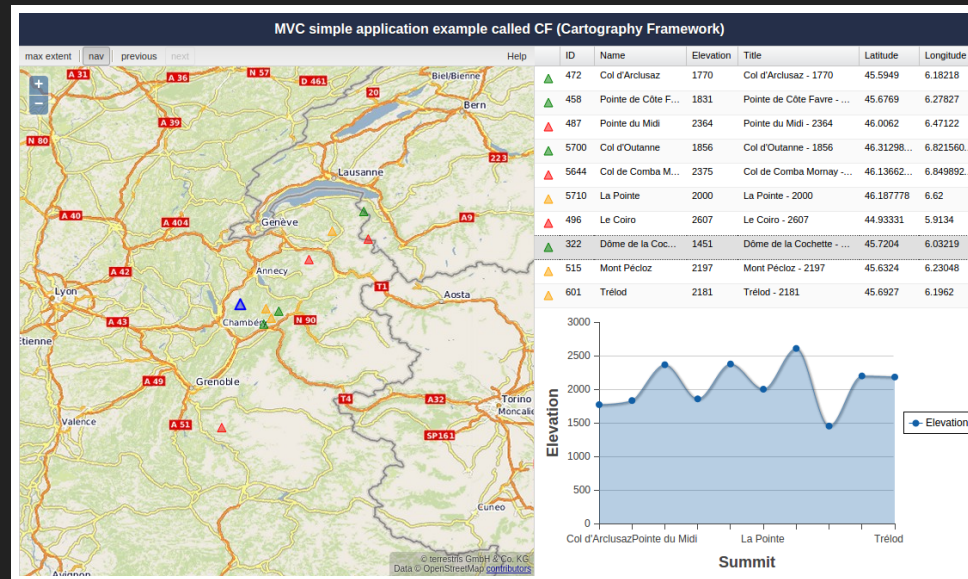 MVC simple application example called CF (Cartography Framework)
max extent nav previous next Help
ID Name Elevation Title Latitude Longitude
472 Col d'Arclusaz 1770 Col d'Arclusaz - 1770 45.5949 6.18218
458 Pointe de Côte F... 1831 Pointe de Côte Favre - ... 45.6769 6.27827
487 Pointe du Midi 2364 Pointe du Midi - 2364 46.0062 6.47122
5700 Col d'Outanne 1856 Col d'Outanne - 1856 46.31298... 6.821560...
5644 Col de Comba M... 2375 Col de Comba Mornay -... 46.13662... 6.849892...
5710 La Pointe 2000 La Pointe - 2000 46.187778 6.62
496 Le Coiro 2607 Le Coiro - 2607 44.93331 5.9134
322 Dôme de la Coc... 1451 Dôme de la Cochette - ... 45.7204 6.03219
515 Mont Pécloz 2197 Mont Pécloz - 2197 45.6324 6.23048
601 Trélod 2181 Trélod - 2181 45.6927 6.1962
+
−
A 31
A 36
N 57
D 461
Biel/Bienne
20
Bern
A 39
N 80
223
Lausanne
A 40
A 404
Genève
A9
A 42
Annecy
Lyon
T1
Aosta
A 43
Chambér
N 90
Etienne
A 49
Grenoble
T4
A32
Torino
Moncalie
Valence
A 51
SP161
Cuneo
Avignon
© terrestris GmbH & Co. KG
Data © OpenStreetMap contributors
3000
2500
2000
1500
1000
500
0
Elevation
Col d'Arclusaz Pointe du Midi La Pointe Trélod
Summit
Elevation